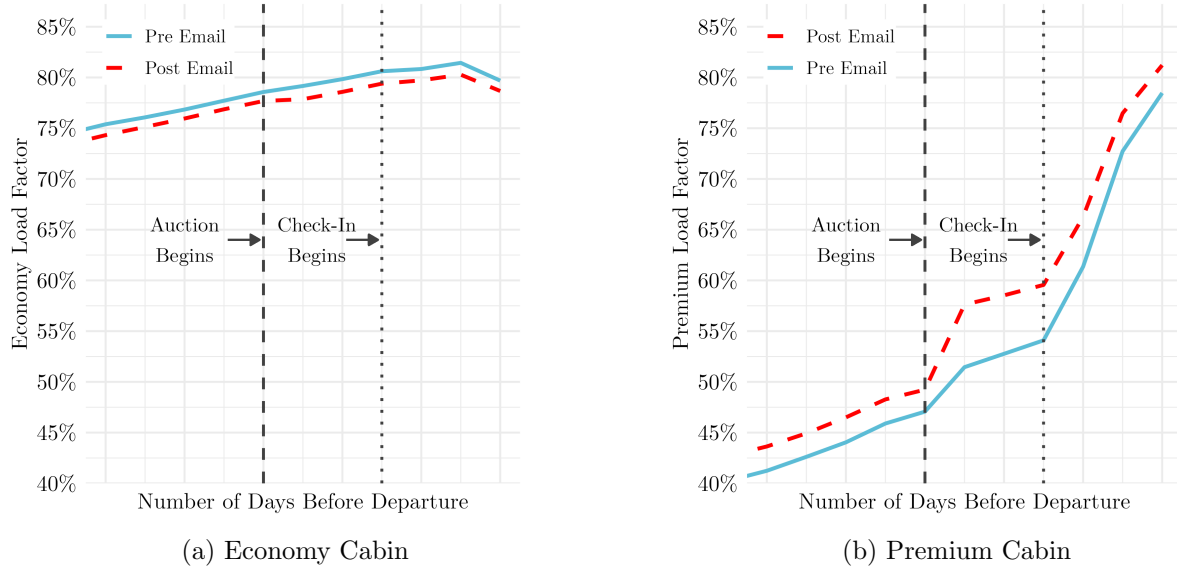 85%
80%
75%
70%
65%
60%
55%
50%
45%
40%
Economy Load Factor
Pre Email
Post Email
Auction
Begins
Check-In
Begins
Number of Days Before Departure
(a) Economy Cabin
85%
80%
75%
70%
65%
60%
55%
50%
45%
40%
Premium Load Factor
Post Email
Pre Email
Auction
Begins
Check-In
Begins
Number of Days Before Departure
(b) Premium Cabin